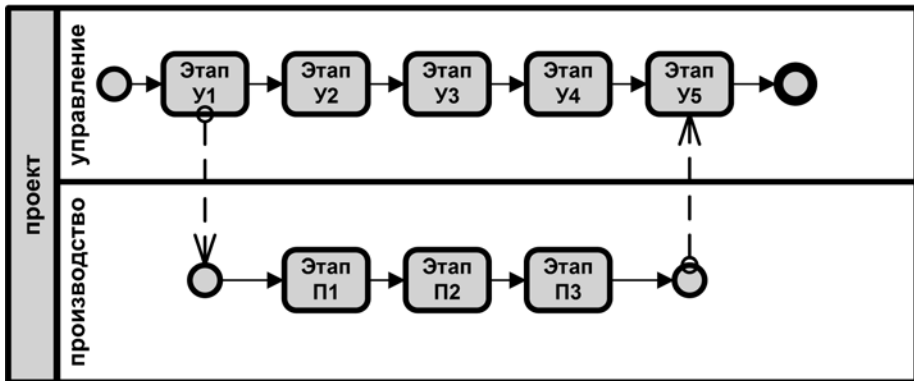 проект
управление
Этап
У1
Этап
У2
Этап
У3
Этап
У4
Этап
У5
производство
Этап
П1
Этап
П2
Этап
П3